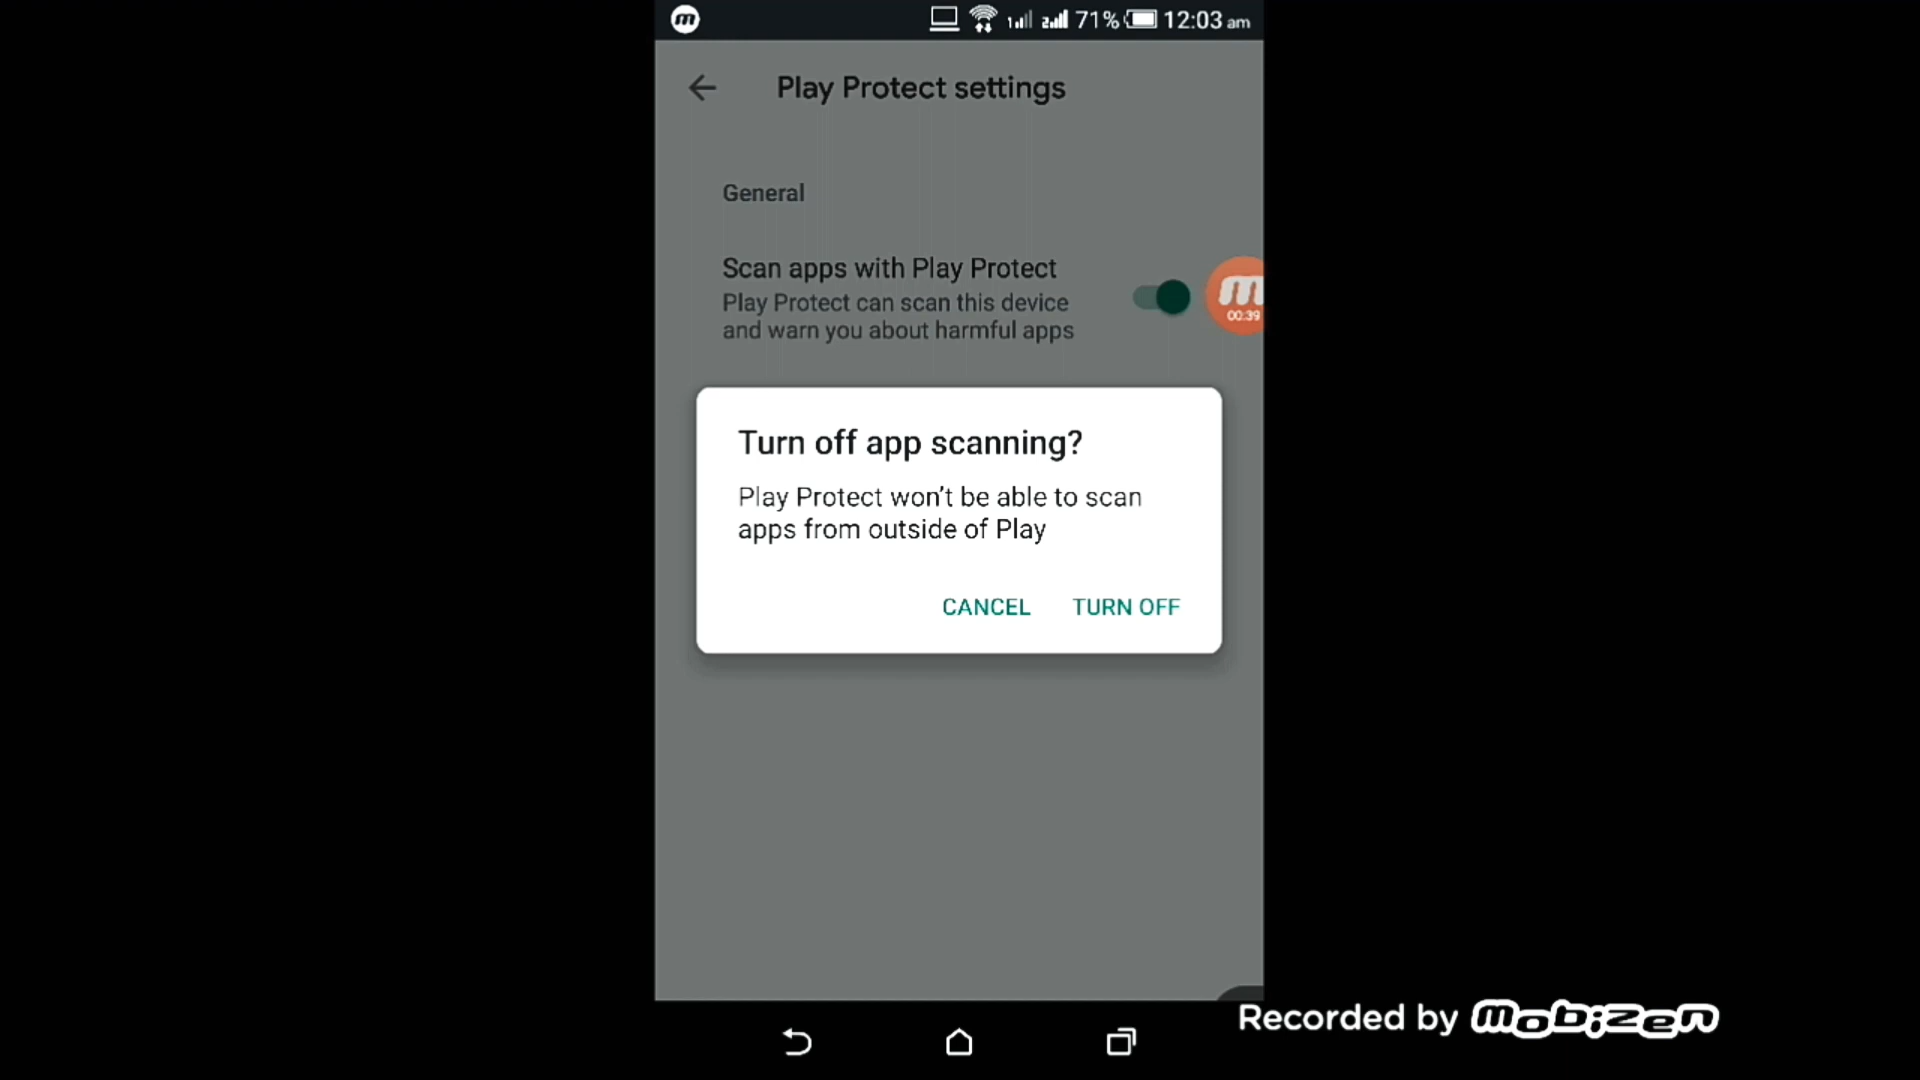 m 1 2 71% 12:03 am
Play Protect settings
General
Scan apps with Play Protect
Play Protect can scan this device
and warn you about harmful apps
m
00:39
Turn off app scanning?
Play Protect won't be able to scan
apps from outside of Play
CANCEL TURN OFF
Recorded by mobizen